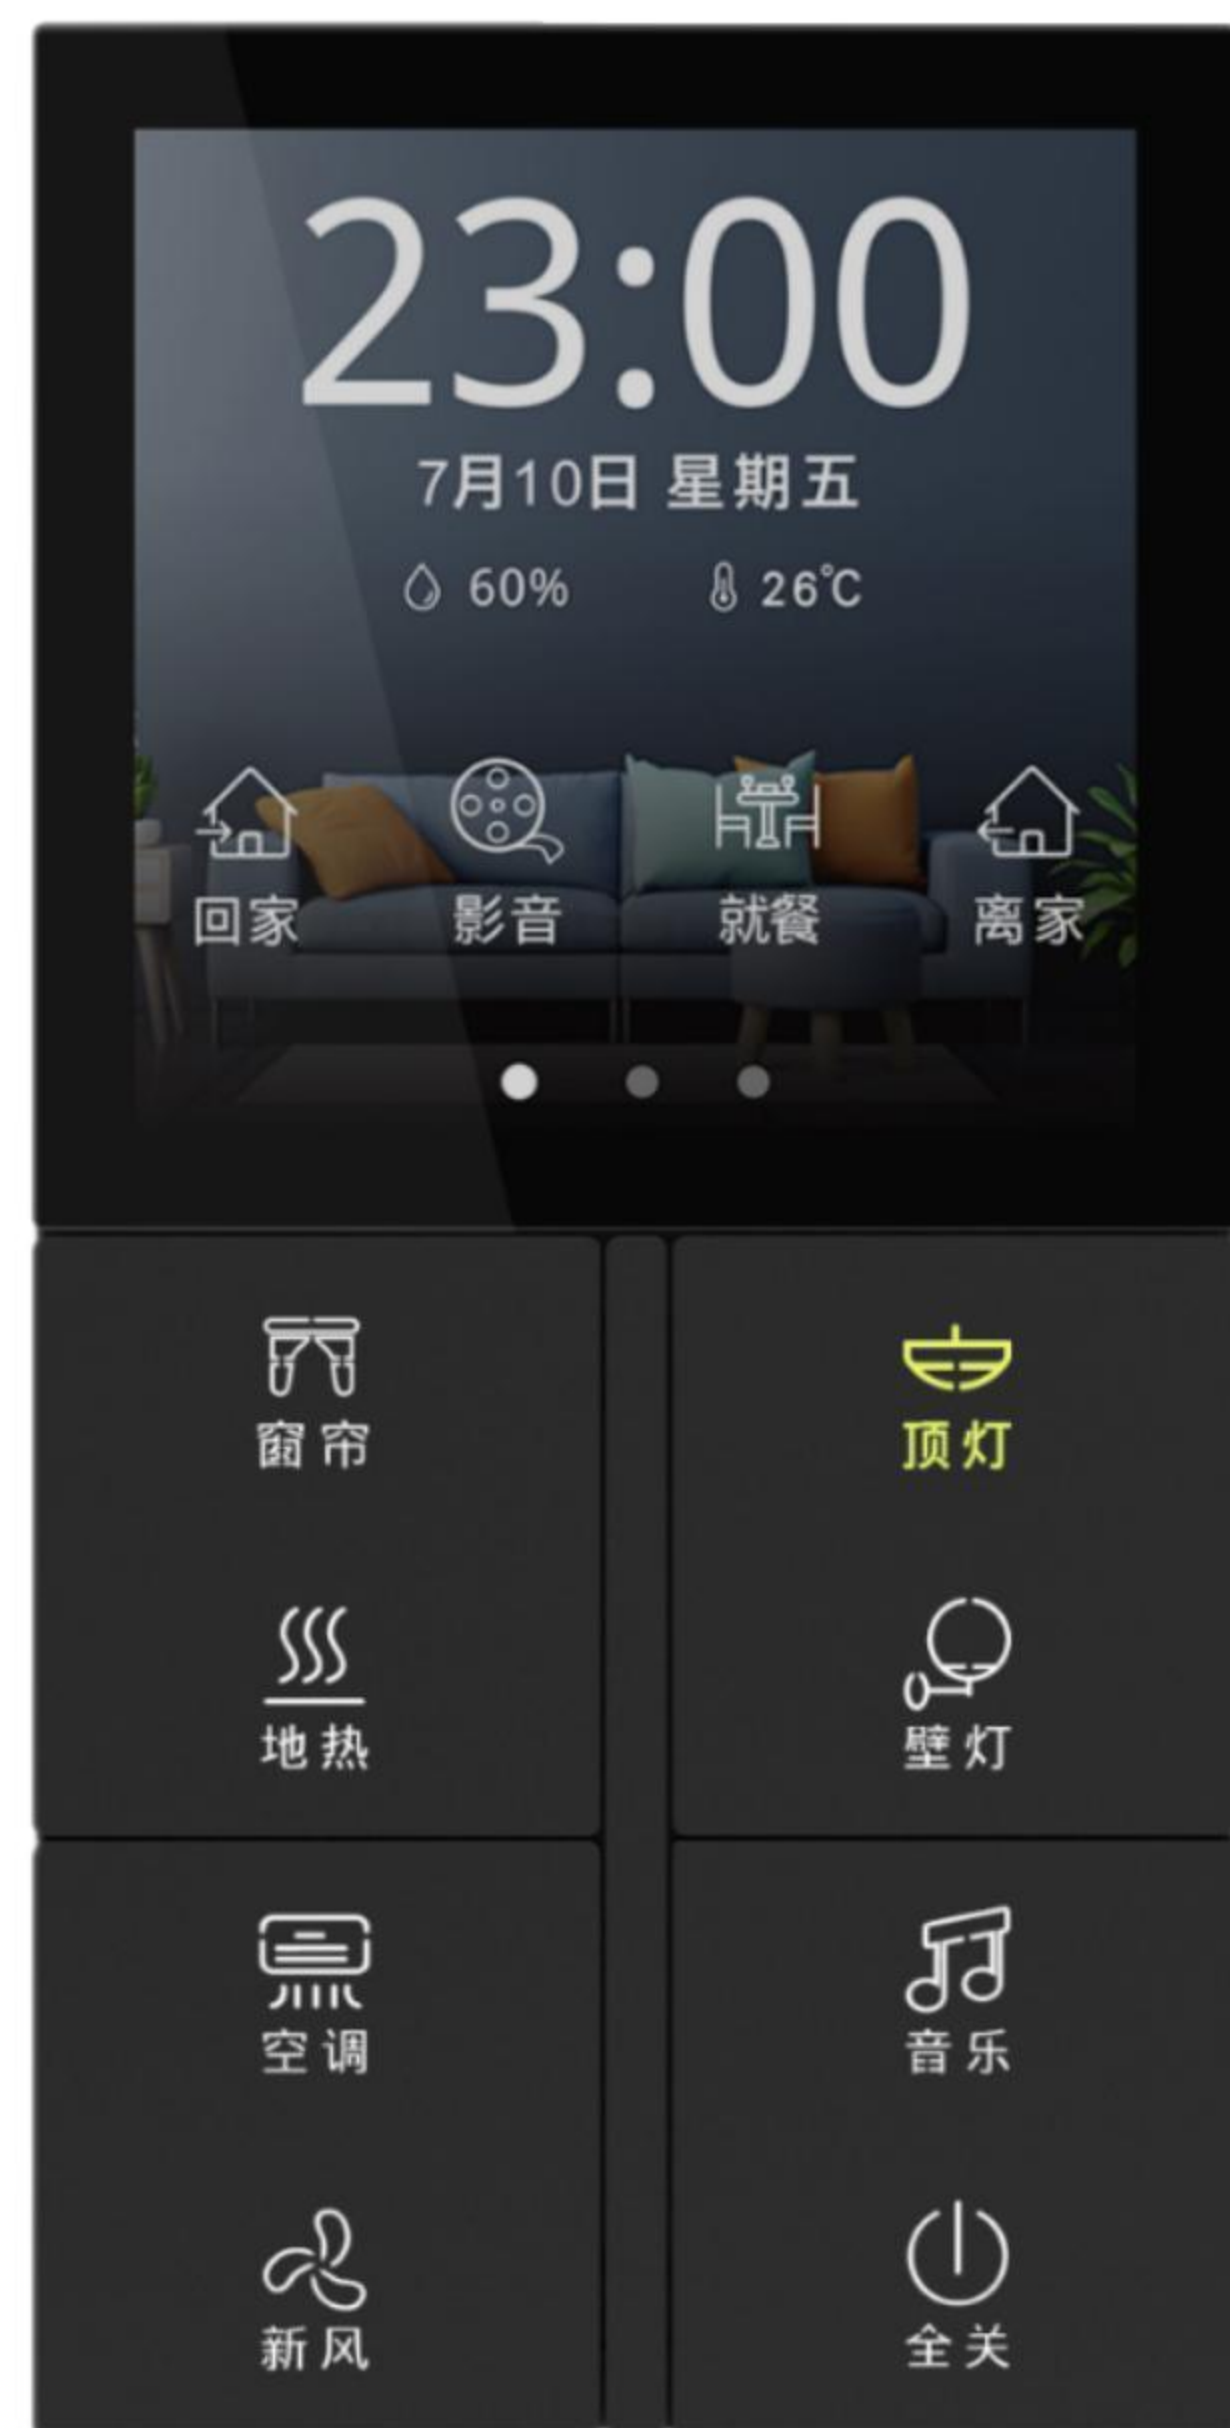 23:00
7月10日 星期五
60% 26℃
回家 影音 就餐 离家
窗帘 顶灯
地热 壁灯
空调 音乐
新风 全关